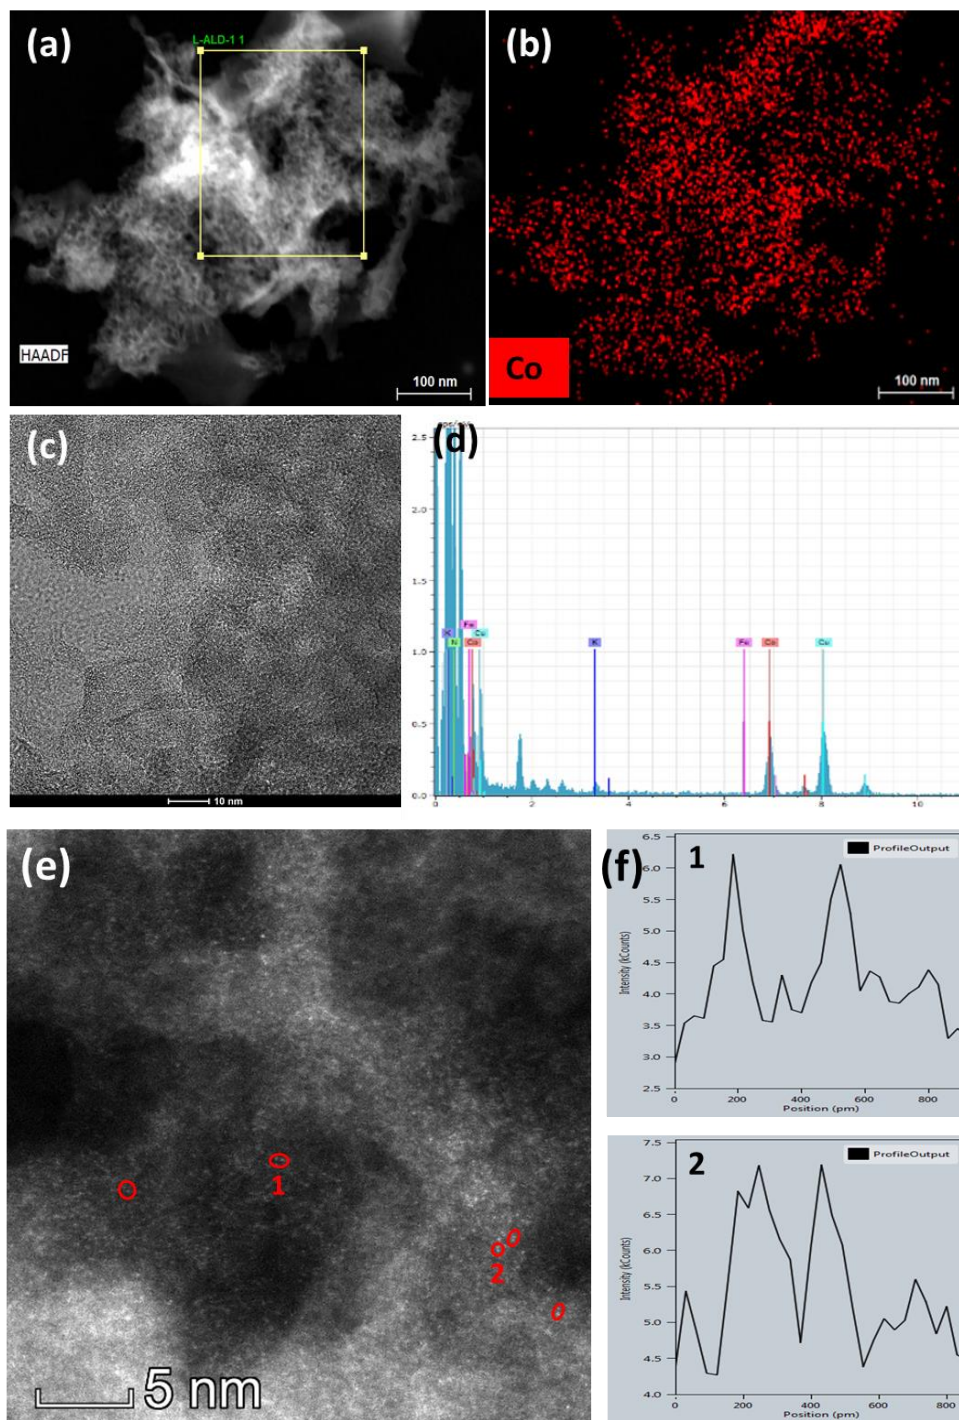 (a)
L-ALD-1 1
HAADF
100 nm
(b)
Co
100 nm
(c)
10 nm
(d)
2.5
2.0
1.5
1.0
0.5
0.0
K
N
Fe
Co
Cu
K
Fe
Co
Cu
0
2
4
6
8
10
(e)
1
2
5 nm
(f)
1
ProfileOutput
Intensity (kCounts)
6.5
6.0
5.5
5.0
4.5
4.0
3.5
3.0
2.5
0
200
400
600
800
Position (pm)
2
ProfileOutput
Intensity (kCounts)
7.5
7.0
6.5
6.0
5.5
5.0
4.5
4.0
0
200
400
600
800
Position (pm)